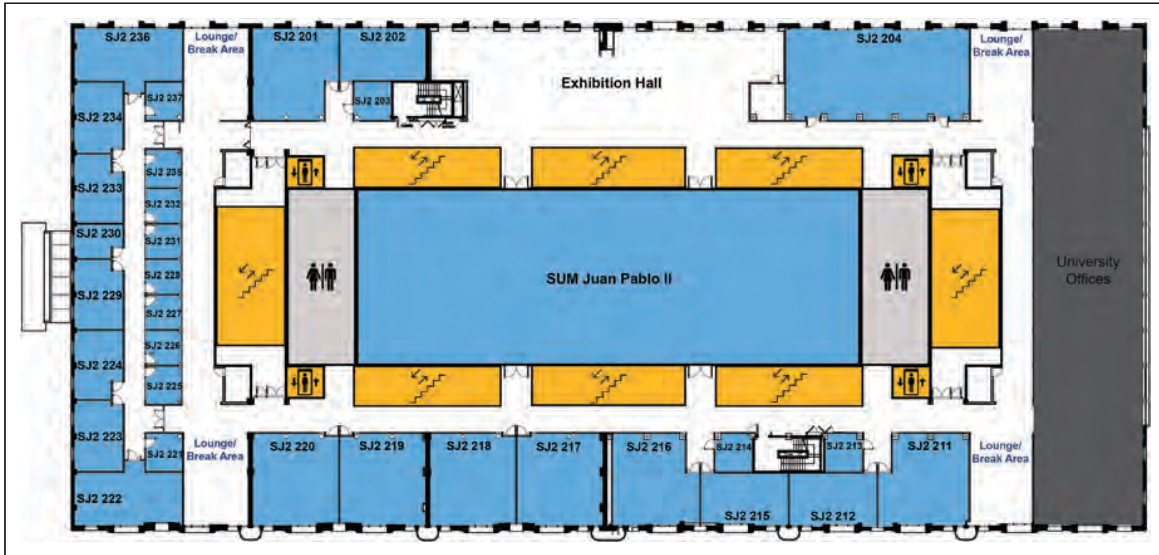 SJ2 236
Lounge/
Break Area
SJ2 201
SJ2 202
SJ2 204
Lounge/
Break Area
Exhibition Hall
SJ2 237
SJ2 203
SJ2 234
SJ2 235
SJ2 233
SJ2 232
SJ2 230
SJ2 231
SJ2 229
SJ2 227
SJ2 226
SJ2 224
SJ2 225
SUM Juan Pablo II
University
Offices
SJ2 223
SJ2 220
SJ2 219
SJ2 218
SJ2 217
SJ2 216
SJ2 214
SJ2 213
SJ2 211
Lounge/
Break Area
Lounge/
Break Area
SJ2 222
SJ2 215
SJ2 212